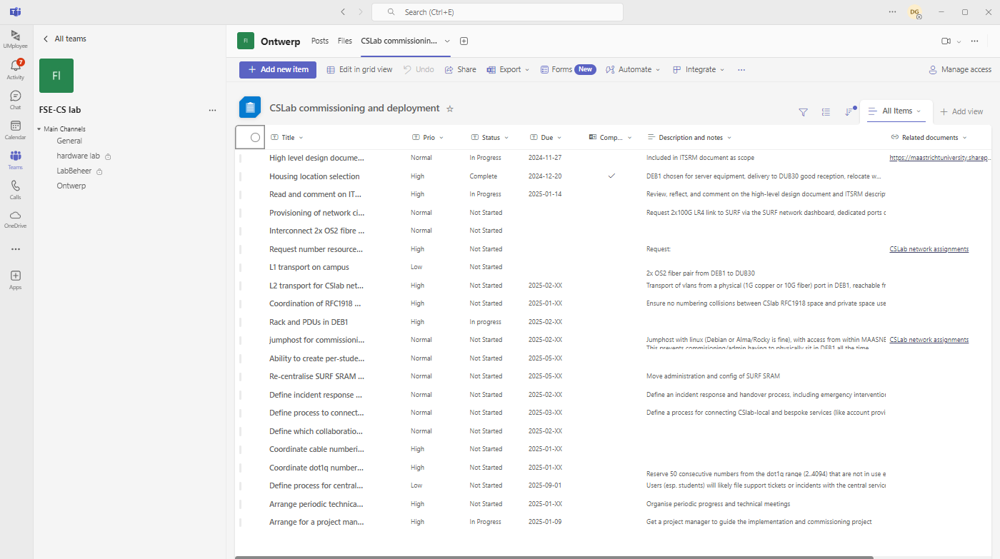 Search (Ctrl+E)
DG
UMployee
7
Activity
Chat
Calendar
Teams
Calls
OneDrive
Apps
All teams
FI
FSE-CS lab
Main Channels
General
hardware lab
LabBeheer
Ontwerp
FI Ontwerp Posts Files CSLab commissionin...
Add new item Edit in grid view Undo Share Export Forms New Automate Integrate Manage access
CSLab commissioning and deployment All Items Add view
Title Prio Status Due Comp... Description and notes Related documents
High level design docume... Normal In Progress 2024-11-27 Included in ITSRM document as scope https://maastrichtuniversity.sharep...
Housing location selection High Complete 2024-12-20 DEB1 chosen for server equipment, delivery to DUB30 good reception, relocate w...
Read and comment on IT... High In Progress 2025-01-14 Review, reflect, and comment on the high-level design document and ITSRM descrip
Provisioning of network ci... Normal Not Started Request 2x100G LR4 link to SURF via the SURF network dashboard, dedicated ports
Interconnect 2x OS2 fibre ... Normal Not Started
Request number resource... High Not Started Request: CSLab network assignments
L1 transport on campus Low Not Started
2x OS2 fiber pair from DEB1 to DUB30
L2 transport for CSlab net... High Not Started 2025-02-XX Transport of vlans from a physical (1G copper or 10G fiber) port in DEB1, reachable fr
Coordination of RFC1918 ... High Not Started 2025-01-XX Ensure no numbering collisions between CSlab RFC1918 space and private space use
Rack and PDUs in DEB1 High In progress 2025-02-XX
jumphost for commissioni... Normal Not Started 2025-02-XX Jumphost with linux (Debian or Alma/Rocky is fine), with access from within MAASNE CSLab network assignments
This prevents commisioning/admin having to physically sit in DEB1 all the time
Ability to create per-stude... Normal Not Started 2025-05-XX
Re-centralise SURF SRAM ... Normal Not Started 2025-05-XX Move administration and config of SURF SRAM
Define incident response ... Normal Not Started 2025-02-XX Define an incident response and handover process, including emergency interventior
Define process to connect... Normal Not Started 2025-03-XX Define a process for connecting CSlab-local and bespoke services (like account provi
Define which collaboratio... Normal Not Started 2025-02-XX
Coordinate cable numberi... High Not Started 2025-01-XX
Coordinate dot1q number... High Not Started 2025-01-XX
Reserve 50 consecutive numbers from the dot1q range (2..4094) that are not in use e
Define process for central... Low Not Started 2025-09-01 Users (esp. students) will likely file support tickets or incidents with the central service
Arrange periodic technica... High Not Started 2025-01-XX Organise periodic progress and technical meetings
Arrange for a project man... High In Progress 2025-01-09 Get a project manager to guide the implementation and commissioning project